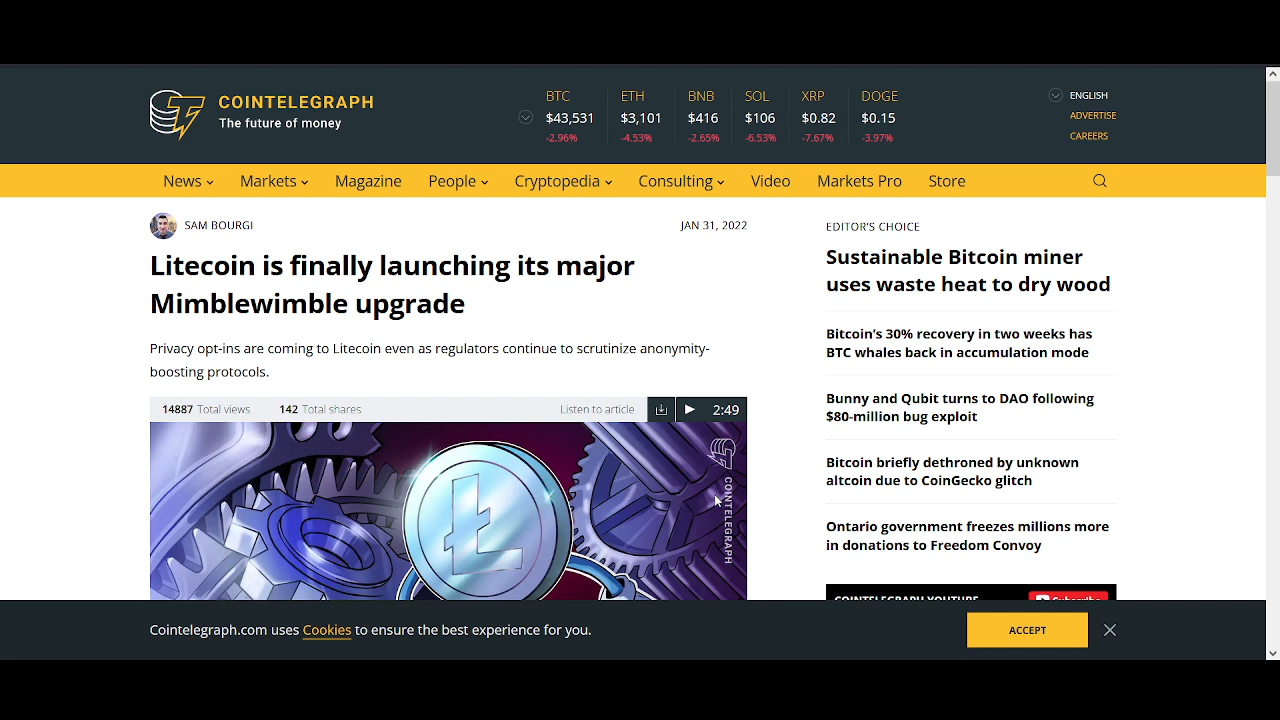 COINTELEGRAPH
The future of money
BTC ETH BNB SOL XRP DOGE
$43,531 $3,101 $416 $106 $0.82 $0.15
-2.96% -4.53% -2.65% -6.53% -7.67% -3.97%
ENGLISH
ADVERTISE
CAREERS
News Markets Magazine People Cryptopedia Consulting Video Markets Pro Store
SAM BOURGI JAN 31, 2022
Litecoin is finally launching its major
Mimblewimble upgrade
Privacy opt-ins are coming to Litecoin even as regulators continue to scrutinize anonymity-
boosting protocols.
14887 Total views 142 Total shares Listen to article 2:49
COINTELEGRAPH
EDITOR'S CHOICE
Sustainable Bitcoin miner
uses waste heat to dry wood
Bitcoin's 30% recovery in two weeks has
BTC whales back in accumulation mode
Bunny and Qubit turns to DAO following
$80-million bug exploit
Bitcoin briefly dethroned by unknown
altcoin due to CoinGecko glitch
Ontario government freezes millions more
in donations to Freedom Convoy
COINTELEGRAPH YOUTUBE Subscribe
Cointelegraph.com uses Cookies to ensure the best experience for you.
ACCEPT